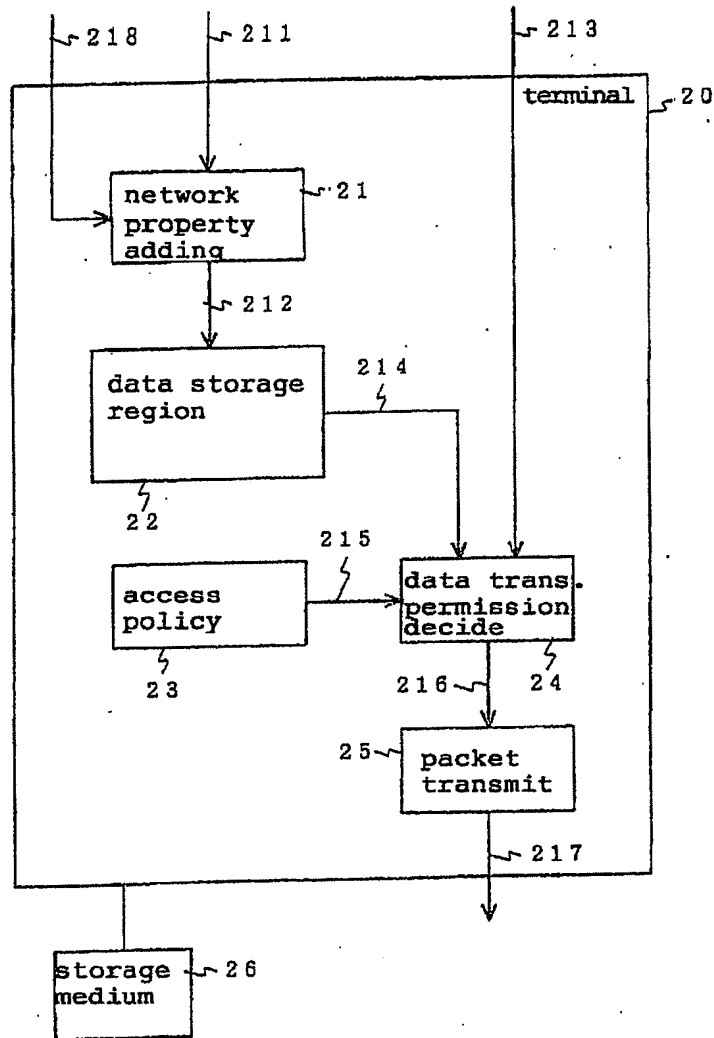 218
211
213
terminal
20
network
property
adding
21
212
data storage
region
214
22
215
access
policy
data trans.
permission
decide
23
216
24
25
packet
transmit
217
storage
medium
26